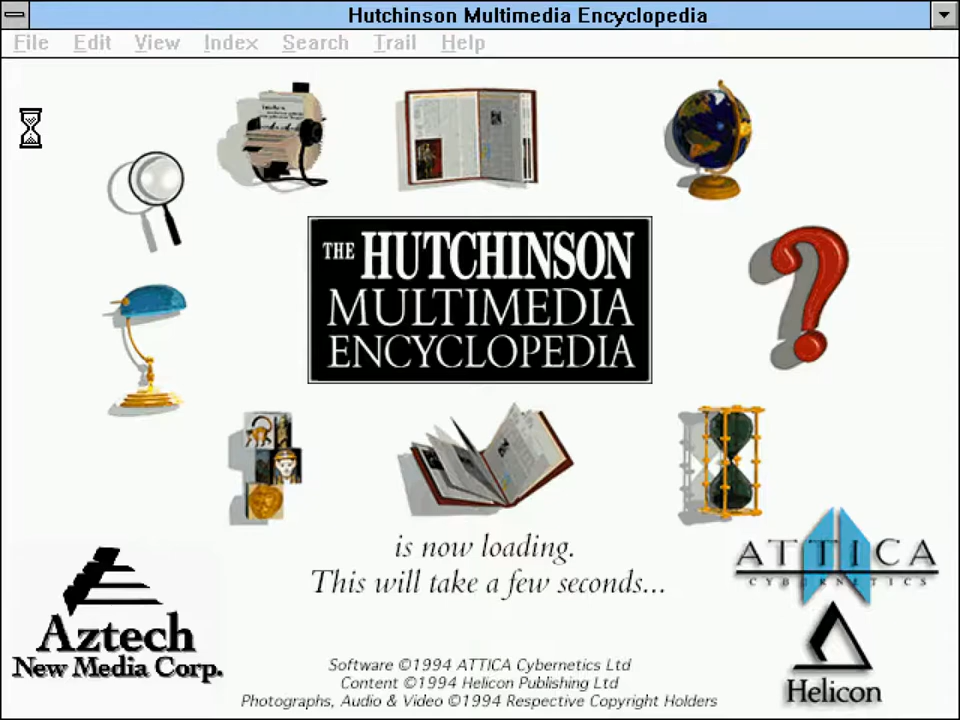 Hutchinson Multimedia Encyclopedia
File Edit View Index Search Trail Help
THE HUTCHINSON
MULTIMEDIA
ENCYCLOPEDIA
is now loading.
This will take a few seconds...
ATTICA
CYBERNETICS
Aztech
New Media Corp.
Helicon
Software ©1994 ATTICA Cybernetics Ltd
Content ©1994 Helicon Publishing Ltd
Photographs, Audio & Video ©1994 Respective Copyright Holders